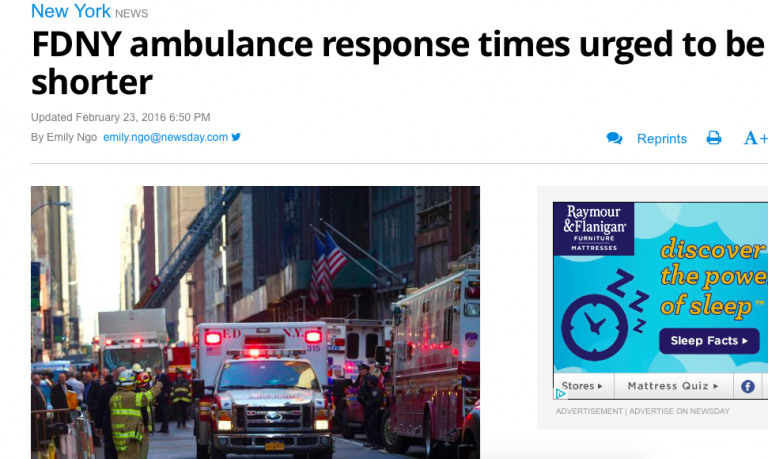 New York NEWS
FDNY ambulance response times urged to be
shorter
Updated February 23, 2016 6:50 PM
By Emily Ngo emily.ngo@newsday.com
Reprints
A+
F.D. N.Y.
315
Raymour
& Flanigan
FURNITURE
MATTRESSES
discover
the powe
of sleep™
Z Z Z Z
Sleep Facts
Stores
Mattress Quiz
ADVERTISEMENT | ADVERTISE ON NEWSDAY